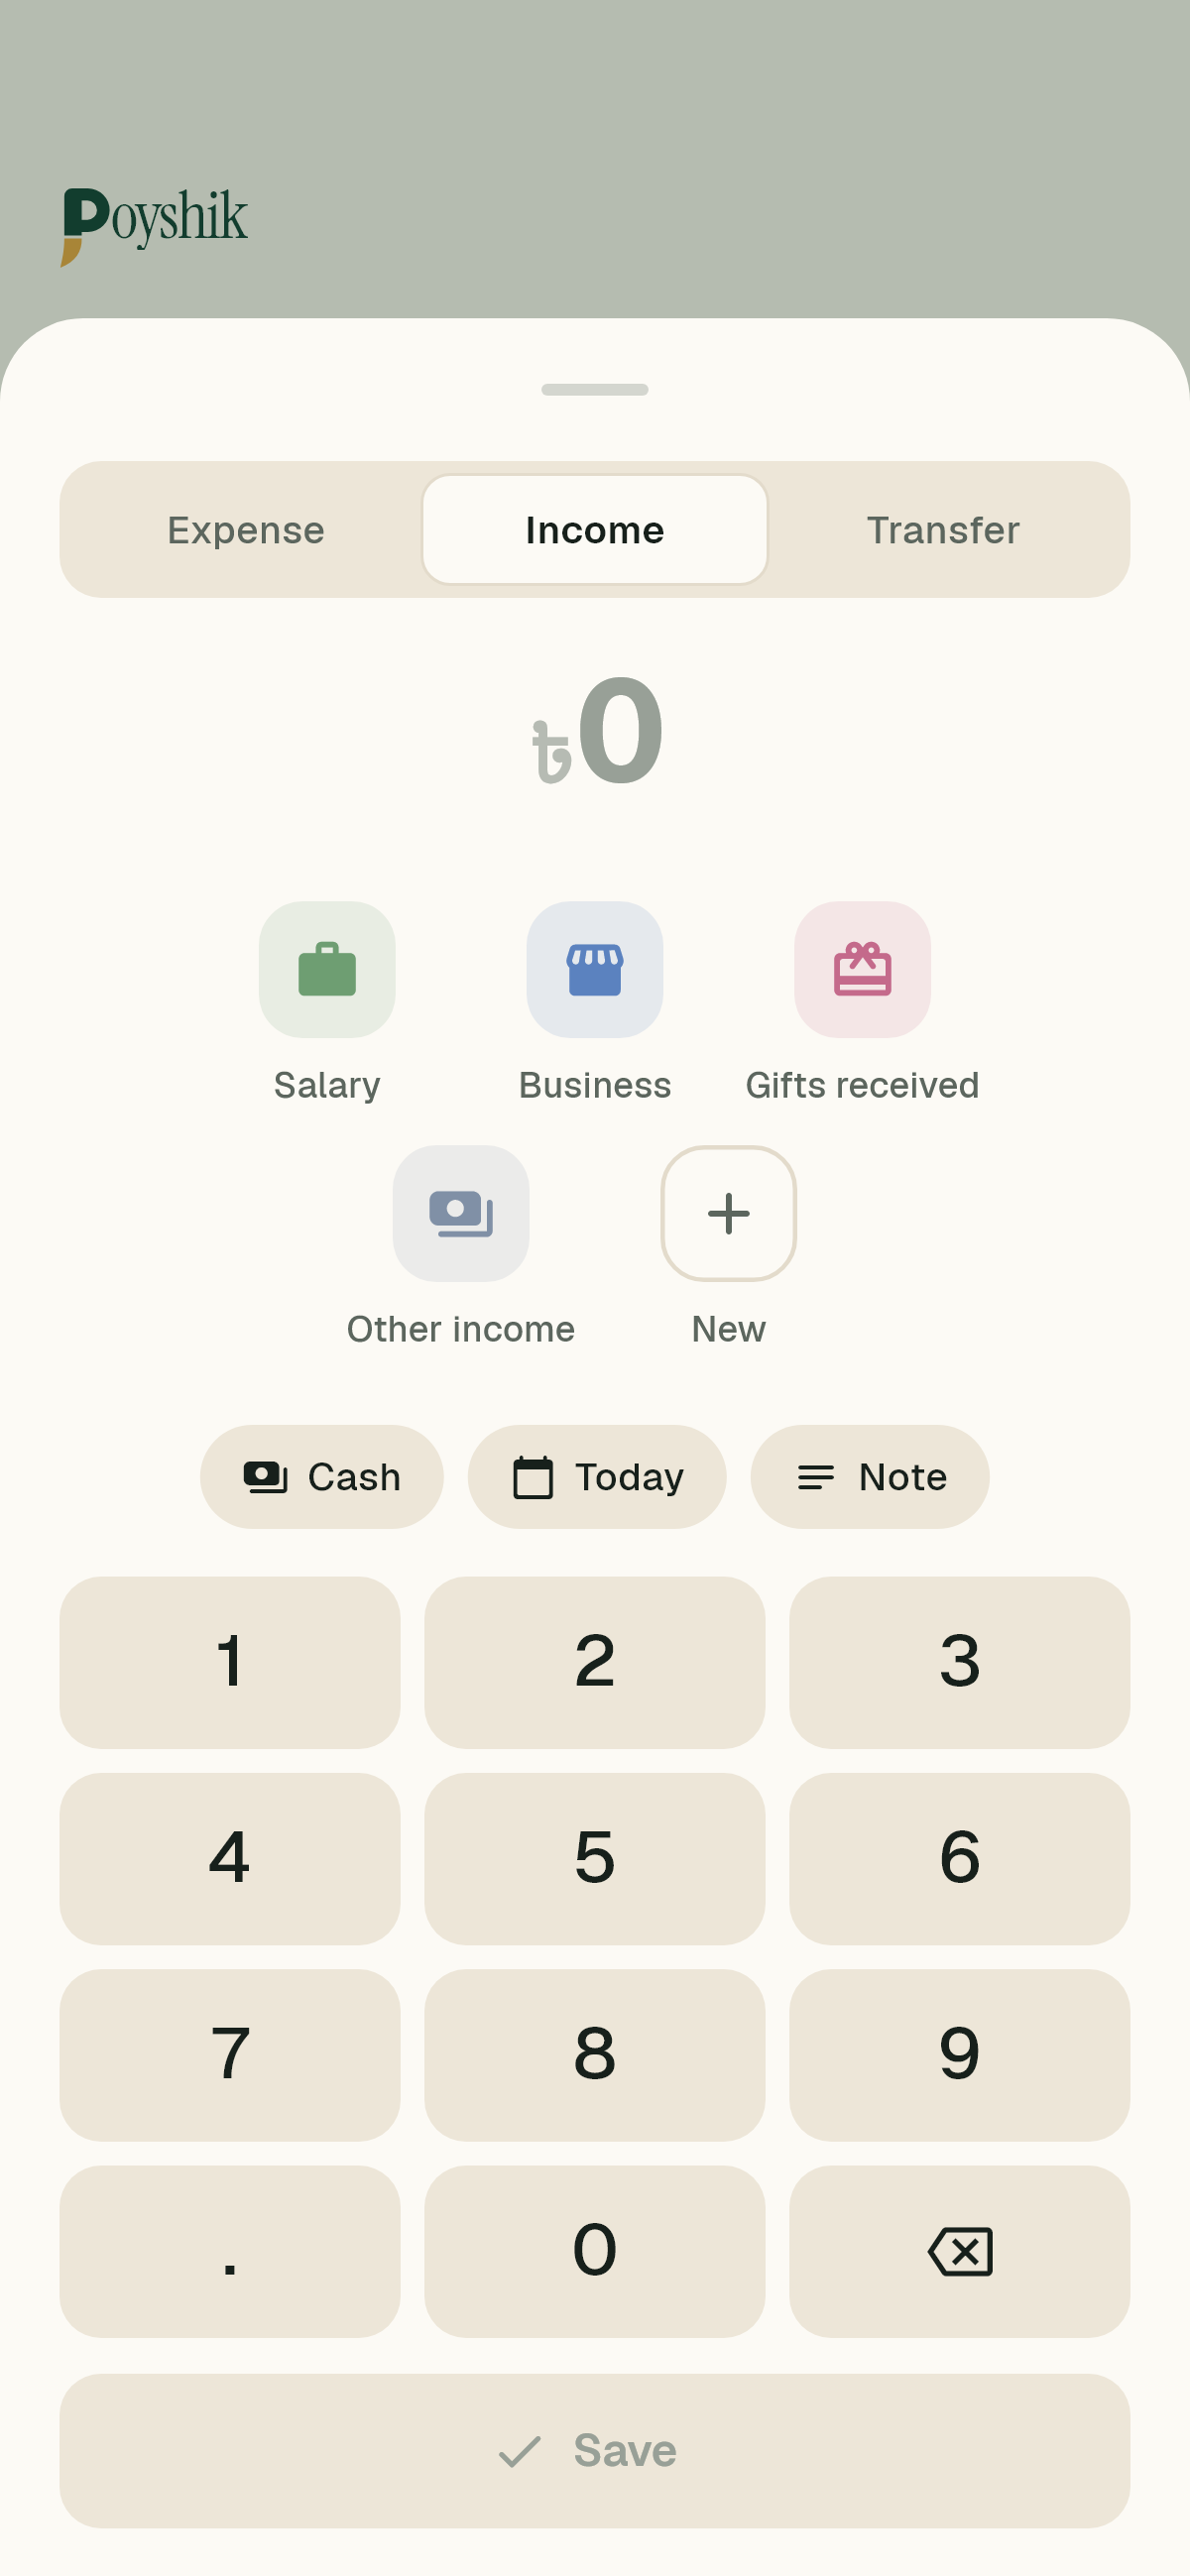 Poyshik
Expense Income Transfer
৳0
Salary Business Gifts received
Other income New
Cash Today Note
1 2 3
4 5 6
7 8 9
. 0
Save